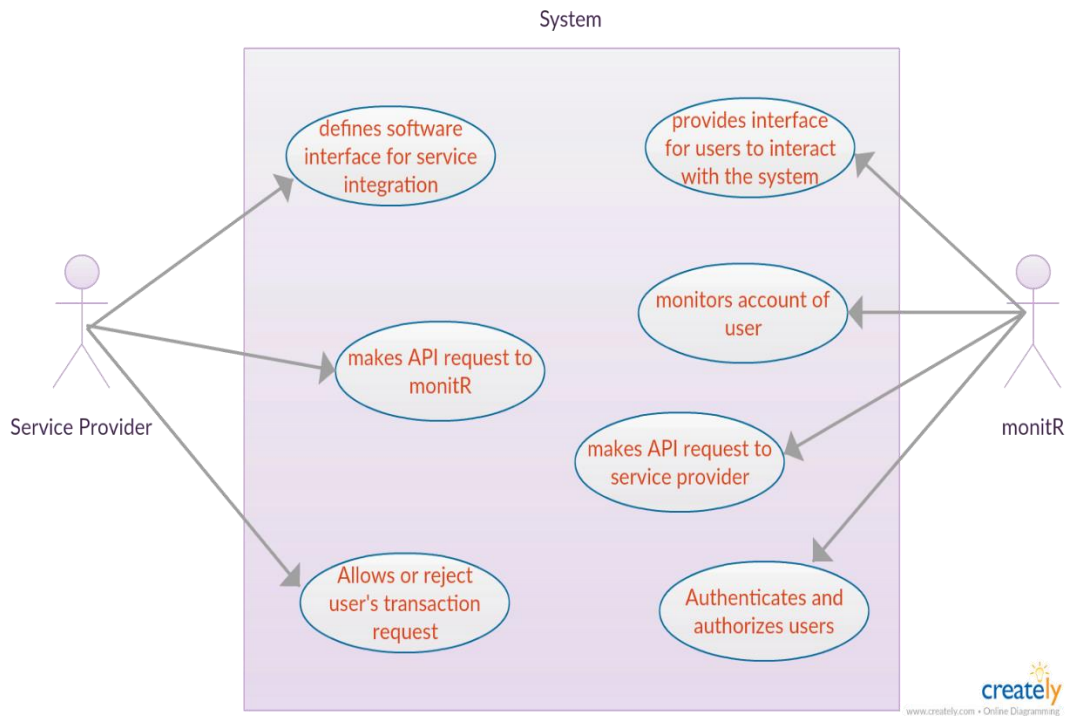 System
defines software
interface for service
integration
provides interface
for users to interact
with the system
monitors account of
user
makes API request to
monitR
Service Provider
monitR
makes API request to
service provider
Allows or reject
user's transaction
request
Authenticates and
authorizes users
creately
www.creately.com • Online Diagramming